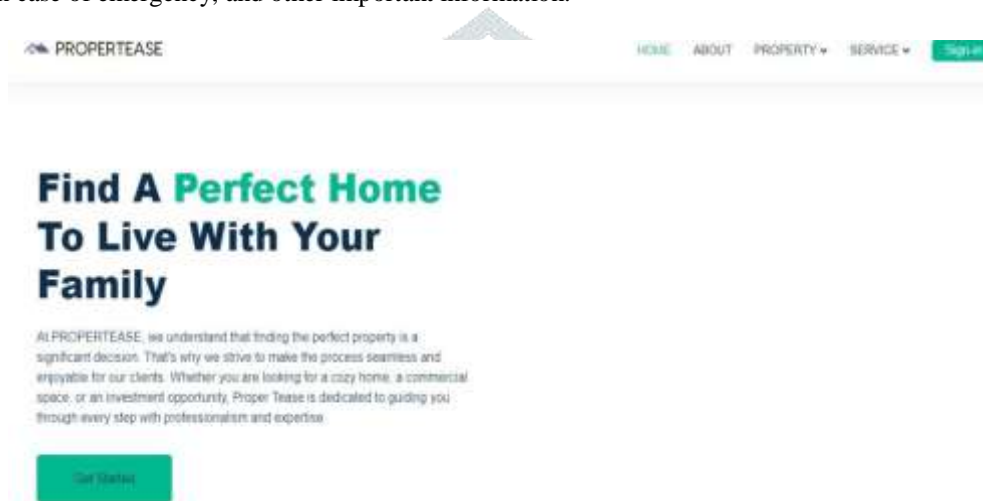 in case of emergency, and other important information.
PROPERTEASE
HOME ABOUT PROPERTY SERVICE Sign-in
Find A Perfect Home
To Live With Your
Family
At PROPERTEASE, we understand that finding the perfect property is a
significant decision. That's why we strive to make the process seamless and
enjoyable for our clients. Whether you are looking for a cozy home, a commercial
space, or an investment opportunity, Proper Tease is dedicated to guiding you
through every step with professionalism and expertise
Get Started